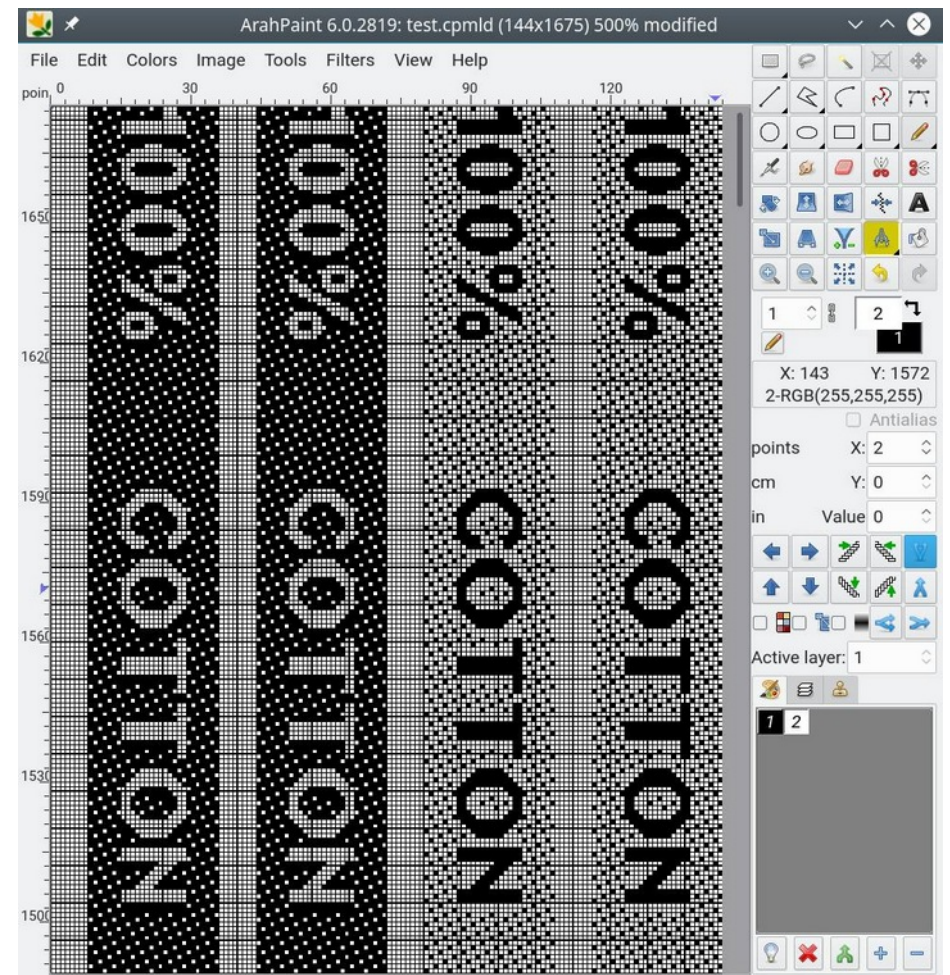 ArahPaint 6.0.2819: test.cpmld (144x1675) 500% modified
File Edit Colors Image Tools Filters View Help
poin 0 30 60 90 120
1650
1620
1590
1560
1530
1500
100% COTTON
100% COTTON
100% COTTON
100% COTTON
A
1 2
1
X: 143 Y: 1572
2-RGB(255,255,255)
Antialias
points X: 2
cm Y: 0
in Value 0
Active layer: 1
1 2